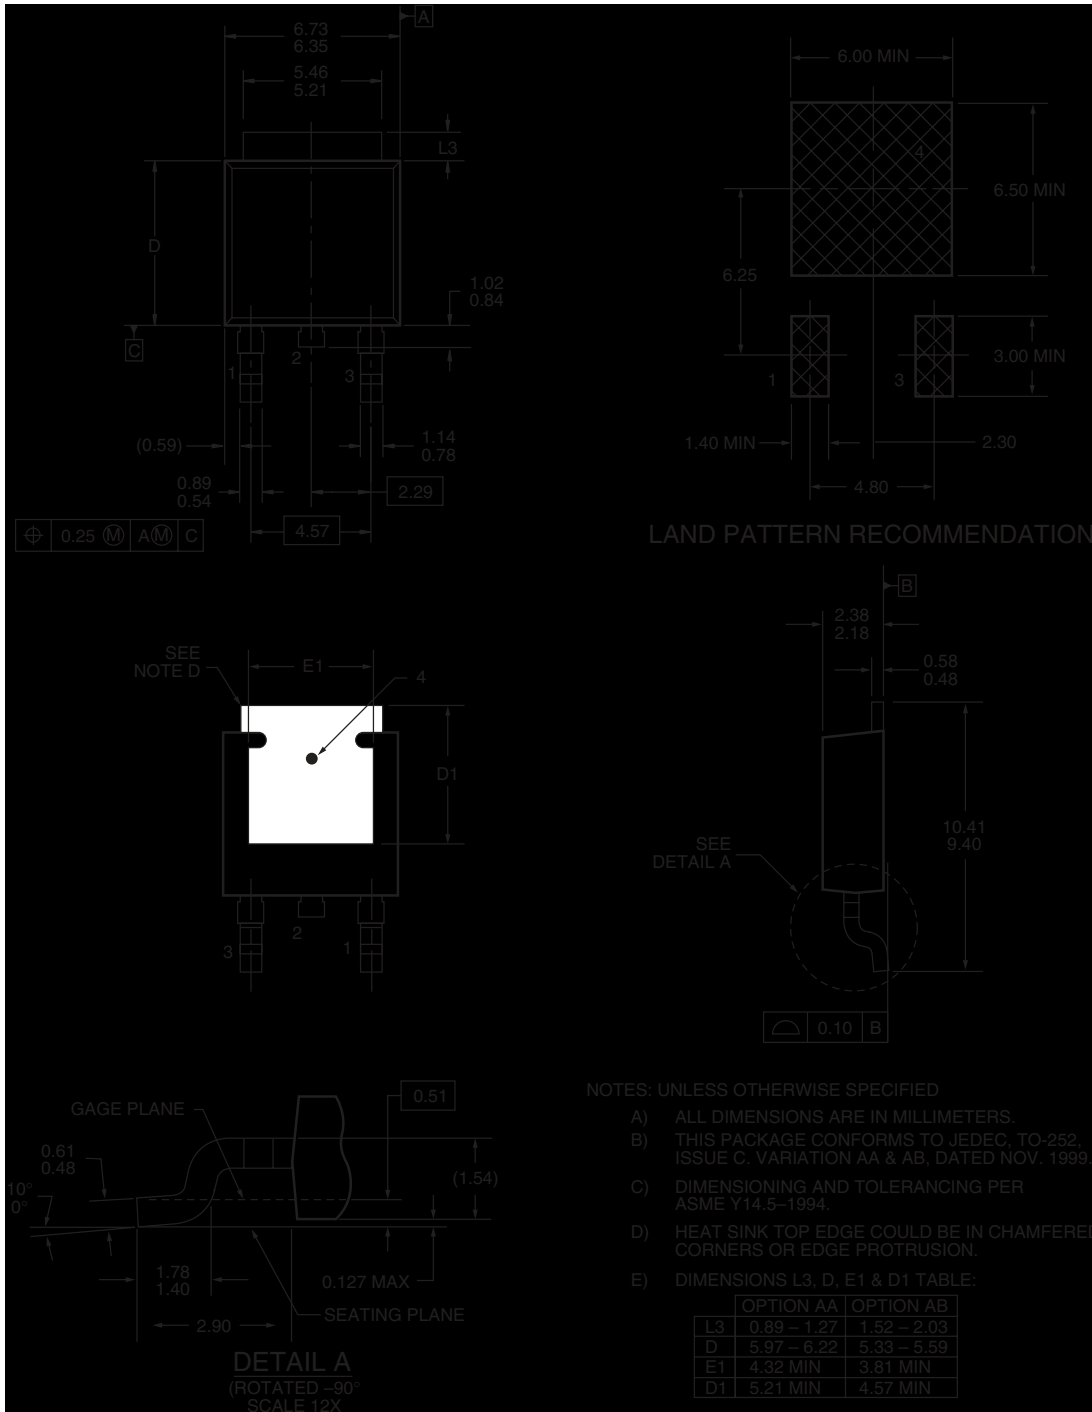 A
6.73
6.35
5.46
5.21
L3
D
1.02
0.84
C
1
2
3
(0.59)
1.14
0.78
0.89
0.54
2.29
4.57
0.25 M A M C
6.00 MIN
4
6.50 MIN
6.25
3.00 MIN
1
3
1.40 MIN
2.30
4.80
LAND PATTERN RECOMMENDATION
SEE
NOTE D
E1
4
D1
3
2
1
B
2.38
2.18
0.58
0.48
10.41
9.40
SEE
DETAIL A
0.10 B
GAGE PLANE
0.51
0.61
0.48
10°
0°
(1.54)
1.78
1.40
0.127 MAX
2.90
SEATING PLANE
DETAIL A
(ROTATED –90°
SCALE 12X
NOTES: UNLESS OTHERWISE SPECIFIED
A) ALL DIMENSIONS ARE IN MILLIMETERS.
B) THIS PACKAGE CONFORMS TO JEDEC, TO-252,
ISSUE C. VARIATION AA & AB, DATED NOV. 1999.
C) DIMENSIONING AND TOLERANCING PER
ASME Y14.5–1994.
D) HEAT SINK TOP EDGE COULD BE IN CHAMFERED
CORNERS OR EDGE PROTRUSION.
E) DIMENSIONS L3, D, E1 & D1 TABLE:
OPTION AA OPTION AB
L3 0.89 – 1.27 1.52 – 2.03
D 5.97 – 6.22 5.33 – 5.59
E1 4.32 MIN 3.81 MIN
D1 5.21 MIN 4.57 MIN